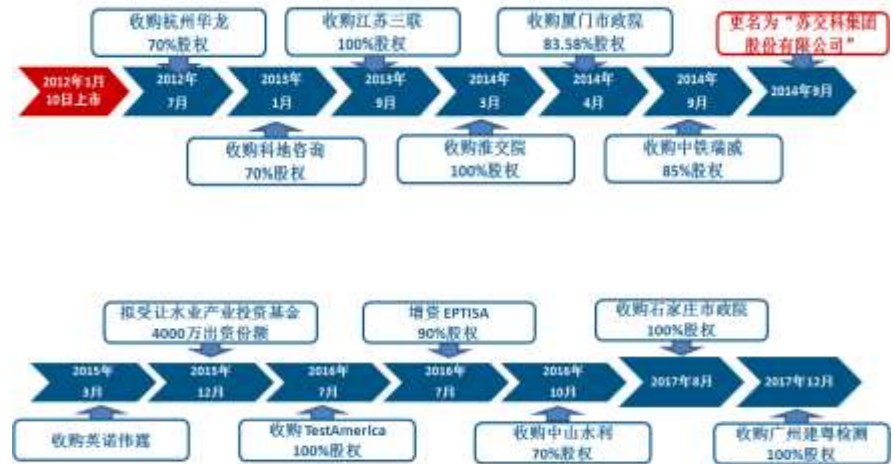 收购杭州华龙
70%股权
收购江苏三联
100%股权
收购厦门市政院
83.58%股权
更名为“苏交科集团
股份有限公司”
2012年1月
10日上市
2012年
7月
2013年
1月
2013年
9月
2014年
3月
2014年
4月
2014年
9月
2014年9月
收购科地咨询
70%股权
收购淮交院
100%股权
收购中铁瑞威
85%股权
拟受让水业产业投资基金
4000万出资份额
增资EPTISA
90%股权
收购石家庄市政院
100%股权
2015年
3月
2015年
12月
2016年
7月
2016年
7月
2016年
10月
2017年8月
2017年12月
收购英诺伟霆
收购TestAmerica
100%股权
收购中山水利
70%股权
收购广州建粤检测
100%股权